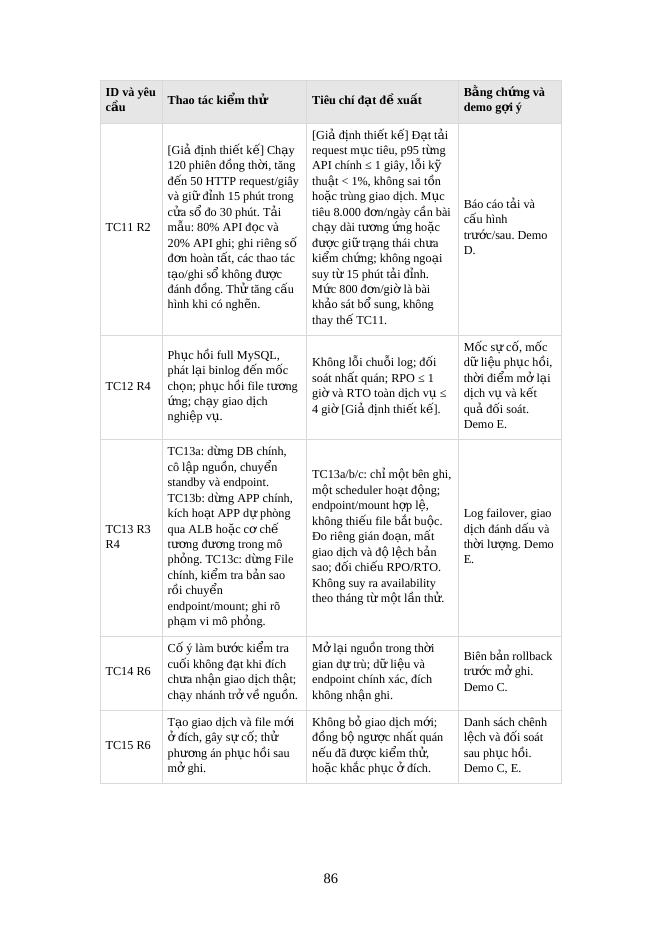 ID và yêu
cầu
Thao tác kiểm thử
Tiêu chí đạt đề xuất
Bằng chứng và
demo gợi ý
TC11 R2
[Giả định thiết kế] Chạy
120 phiên đồng thời, tăng
đến 50 HTTP request/giây
và giữ đỉnh 15 phút trong
cửa sổ đo 30 phút. Tải
mẫu: 80% API đọc và
20% API ghi; ghi riêng số
đơn hoàn tất, các thao tác
tạo/ghi sổ không được
đánh đồng. Thử tăng cấu
hình khi có nghẽn.
[Giả định thiết kế] Đạt tải
request mục tiêu, p95 từng
API chính ≤ 1 giây, lỗi kỹ
thuật < 1%, không sai tồn
hoặc trùng giao dịch. Mục
tiêu 8.000 đơn/ngày cần bài
chạy dài tương ứng hoặc
được giữ trạng thái chưa
kiểm chứng; không ngoại
suy từ 15 phút tải đỉnh.
Mức 800 đơn/giờ là bài
khảo sát bổ sung, không
thay thế TC11.
Báo cáo tải và
cấu hình
trước/sau. Demo
D.
TC12 R4
Phục hồi full MySQL,
phát lại binlog đến mốc
chọn; phục hồi file tương
ứng; chạy giao dịch
nghiệp vụ.
Không lỗi chuỗi log; đối
soát nhất quán; RPO ≤ 1
giờ và RTO toàn dịch vụ ≤
4 giờ [Giả định thiết kế].
Mốc sự cố, mốc
dữ liệu phục hồi,
thời điểm mở lại
dịch vụ và kết
quả đối soát.
Demo E.
TC13 R3
R4
TC13a: dừng DB chính,
cô lập nguồn, chuyển
standby và endpoint.
TC13b: dừng APP chính,
kích hoạt APP dự phòng
qua ALB hoặc cơ chế
tương đương trong mô
phỏng. TC13c: dừng File
chính, kiểm tra bản sao
rồi chuyển
endpoint/mount; ghi rõ
phạm vi mô phỏng.
TC13a/b/c: chỉ một bên ghi,
một scheduler hoạt động;
endpoint/mount hợp lệ,
không thiếu file bắt buộc.
Đo riêng gián đoạn, mất
giao dịch và độ lệch bản
sao; đối chiếu RPO/RTO.
Không suy ra availability
theo tháng từ một lần thử.
Log failover, giao
dịch đánh dấu và
thời lượng. Demo
E.
TC14 R6
Cố ý làm bước kiểm tra
cuối không đạt khi đích
chưa nhận giao dịch thật;
chạy nhánh trở về nguồn.
Mở lại nguồn trong thời
gian dự trù; dữ liệu và
endpoint chính xác, đích
không nhận ghi.
Biên bản rollback
trước mở ghi.
Demo C.
TC15 R6
Tạo giao dịch và file mới
ở đích, gây sự cố; thử
phương án phục hồi sau
mở ghi.
Không bỏ giao dịch mới;
đồng bộ ngược nhất quán
nếu đã được kiểm thử,
hoặc khắc phục ở đích.
Danh sách chênh
lệch và đối soát
sau phục hồi.
Demo C, E.
86